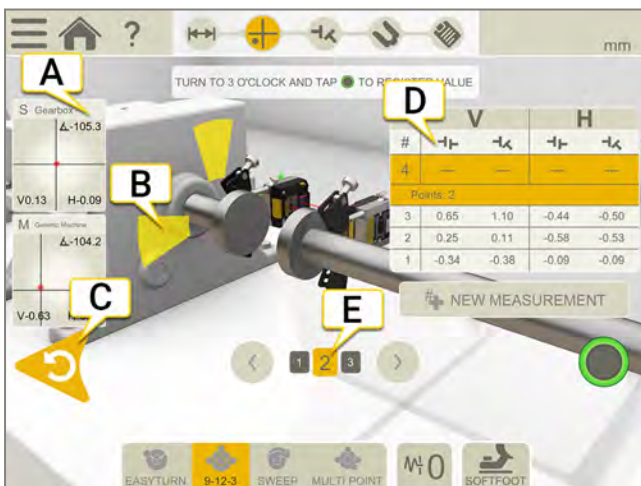 ?
mm
TURN TO 3 O'CLOCK AND TAP TO REGISTER VALUE
A
S Gearbox
-105.3
V0.13 H-0.09
M Generic Machine
-104.2
V-0.63
B
C
D
V H
#
4 — — — —
Points: 2
3 0.65 1.10 -0.44 -0.50
2 0.25 0.11 -0.58 -0.53
1 -0.34 -0.38 -0.09 -0.09
NEW MEASUREMENT
E
< 1 2 3 >
EASYTURN 9-12-3 SWEEP MULTI POINT 0 SOFTFOOT